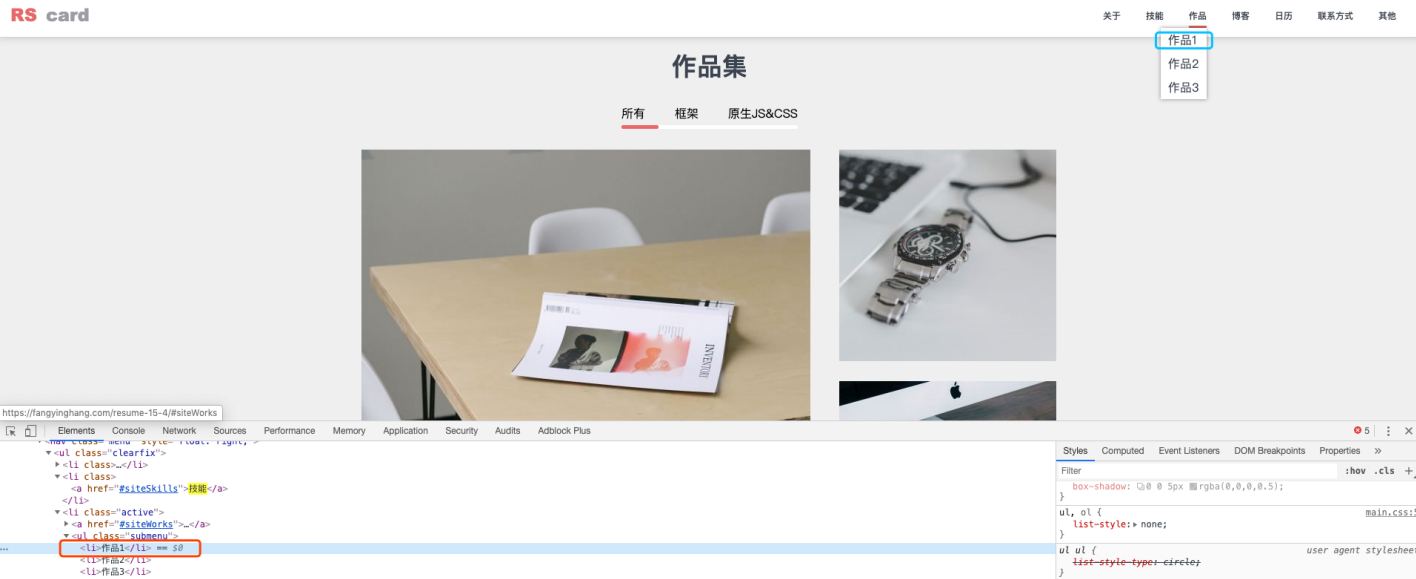 RS card
关于 技能 作品 博客 日历 联系方式 其他
作品1
作品2
作品3
作品集
所有 框架 原生JS&CSS
INVENTORY
https://fangyinghang.com/resume-15-4/#siteWorks
Elements Console Network Sources Performance Memory Application Security Audits Adblock Plus 5
<nav class="menu" style="float: right;">
<ul class="clearfix">
<li class>…</li>
<li class>
<a href="#siteSkills">技能</a>
</li>
<li class="active">
<a href="#siteWorks">…</a>
<ul class="submenu">
… <li>作品1</li> == $0
<li>作品2</li>
<li>作品3</li>
Styles Computed Event Listeners DOM Breakpoints Properties »
Filter :hov .cls +
box-shadow: 0 0 5px rgba(0,0,0,0.5);
}
ul, ol { main.css:5
list-style: none;
}
ul ul { user agent stylesheet
list-style-type: circle;
}